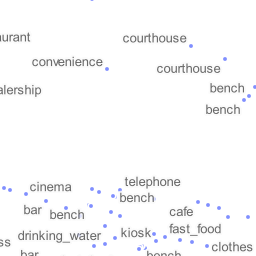 aurant
courthouse
convenience
courthouse
bench
alership
bench
telephone
cinema
bench
bar
bench
cafe
fast_food
kiosk
drinking_water
ss
clothes
bar
bench